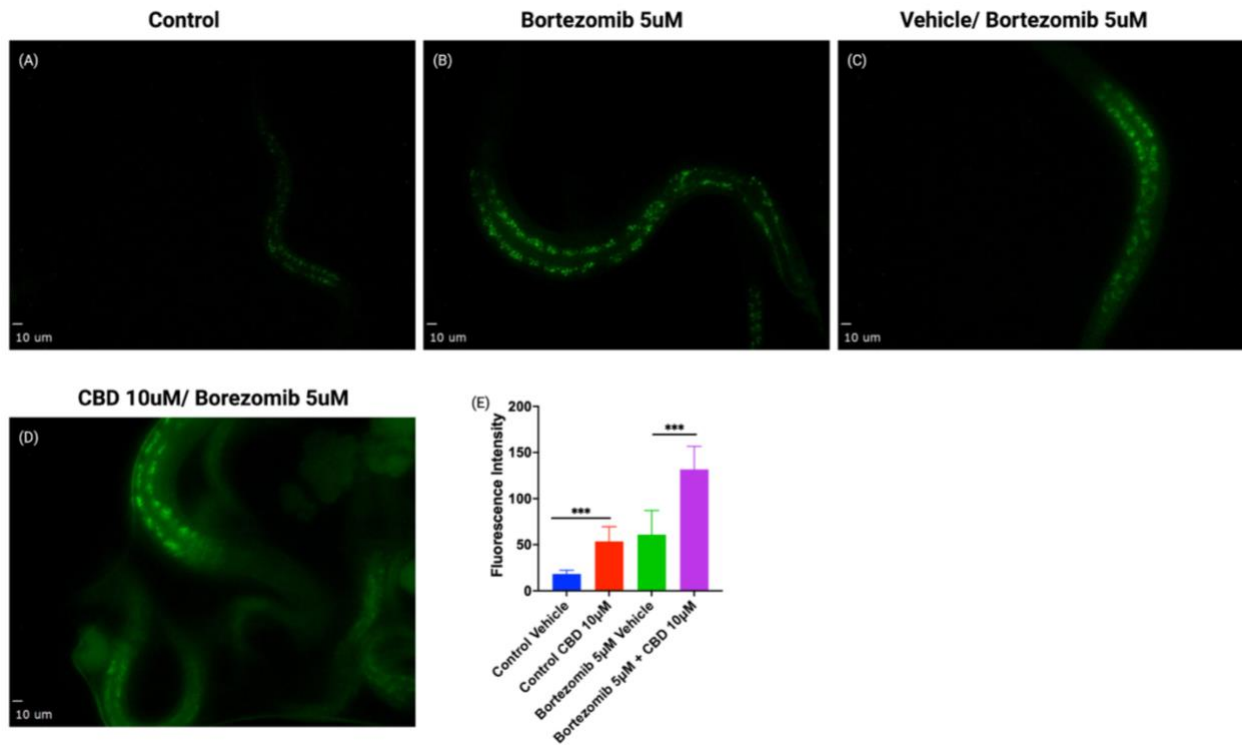 Control
Bortezomib 5uM
Vehicle/ Bortezomib 5uM
(A)
(B)
(C)
10 um
10 um
10 um
CBD 10uM/ Borezomib 5uM
(D)
10 um
(E)
Fluorescence Intensity
200
150
100
50
0
***
***
Control Vehicle
Control CBD 10µM
Bortezomib 5µM Vehicle
Bortezomib 5µM + CBD 10µM